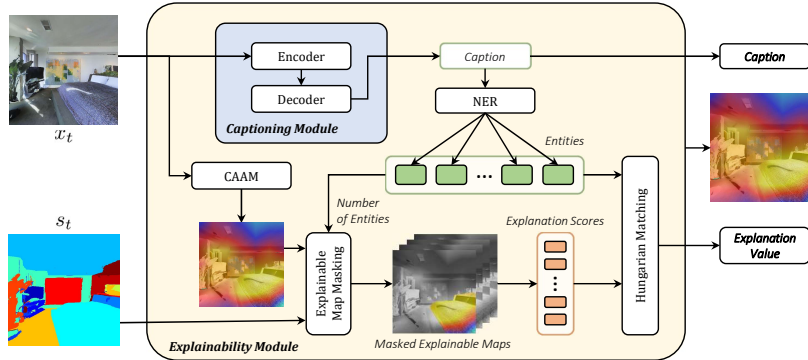 x_t
s_t
Encoder
Decoder
Captioning Module
Caption
NER
Entities
CAAM
Number
of Entities
Explainable
Map Masking
Masked Explainable Maps
Explanation Scores
Hungarian Matching
Explainability Module
Caption
Explanation
Value